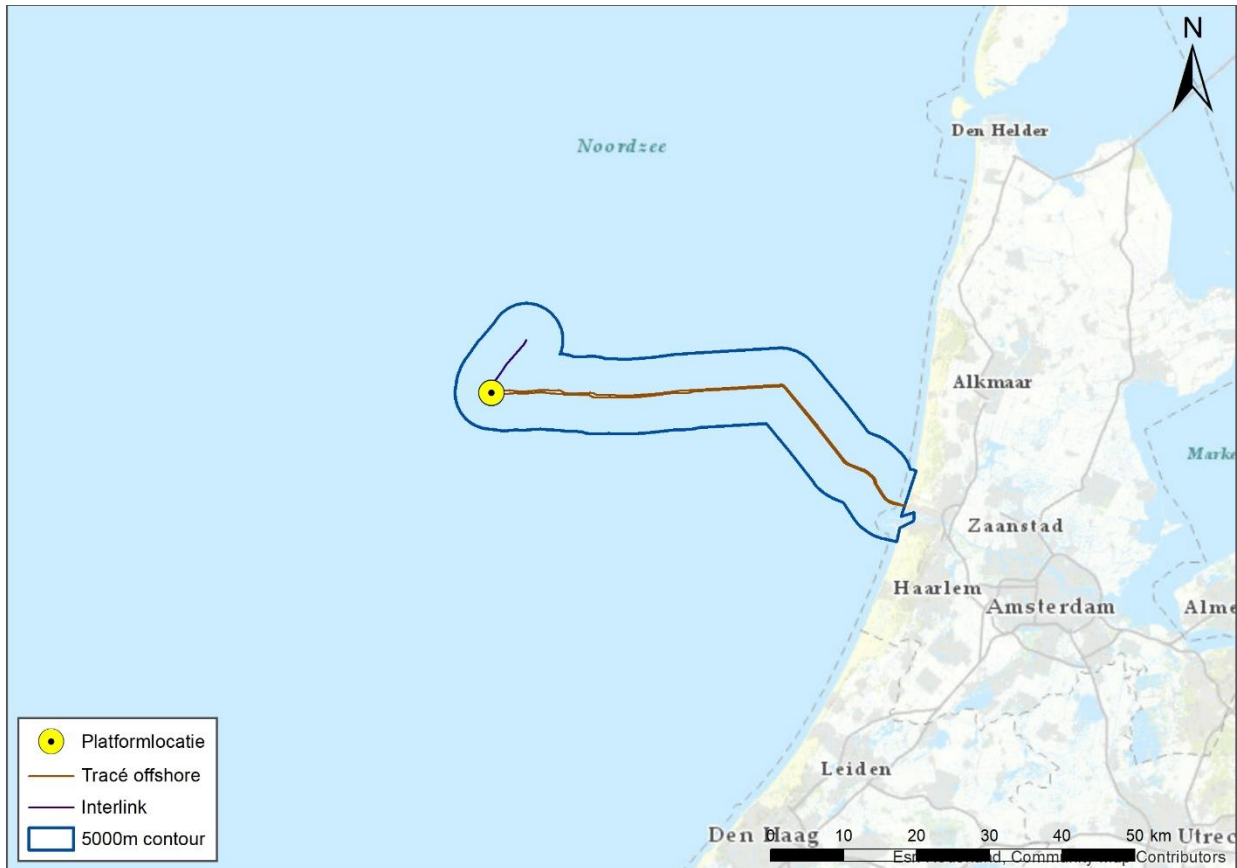 N
Noordzee
Den Helder
Alkmaar
Marke
Zaanstad
Haarlem
Amsterdam
Alme
Leiden
Den Haag
Utrec
0 10 20 30 40 50 km
Contributors
Platformlocatie
Tracé offshore
Interlink
5000m contour